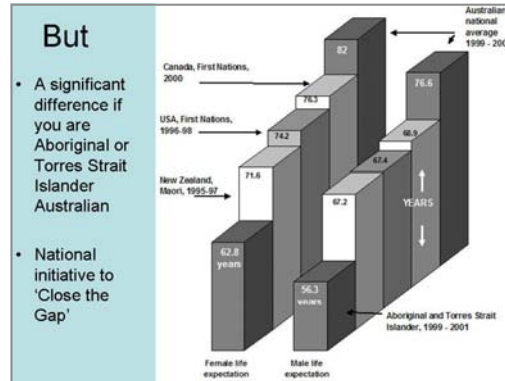 But
• A significant
difference if
you are
Aboriginal or
Torres Strait
Islander
Australian
• National
initiative to
‘Close the
Gap’
Australian
national
average
1999 - 200
Canada, First Nations,
2000
USA, First Nations,
1996-98
New Zealand,
Maori, 1995-97
82
76.3
74.2
71.6
62.8
years
76.6
68.9
67.4
67.2
56.3
years
YEARS
Aboriginal and Torres Strait
Islander, 1999 - 2001
Female life
expectation
Male life
expectation